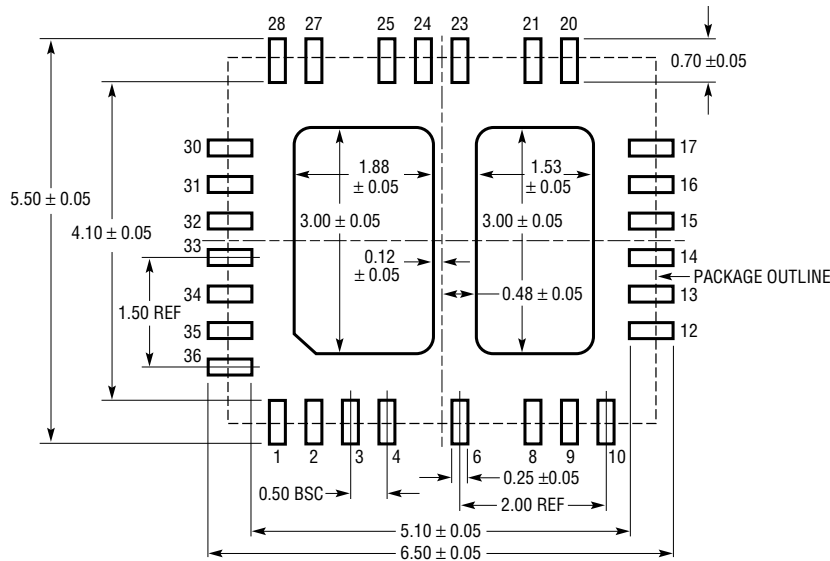 28 27 25 24 23 21 20
0.70 ±0.05
30 17
1.88
± 0.05
1.53
± 0.05
31 16
5.50 ± 0.05
32 3.00 ± 0.05 3.00 ± 0.05 15
4.10 ± 0.05
33 14
0.12
± 0.05
PACKAGE OUTLINE
34 0.48 ± 0.05 13
1.50 REF
35 12
36
1 2 3 4 6 8 9 10
0.25 ±0.05
0.50 BSC
2.00 REF
5.10 ± 0.05
6.50 ± 0.05